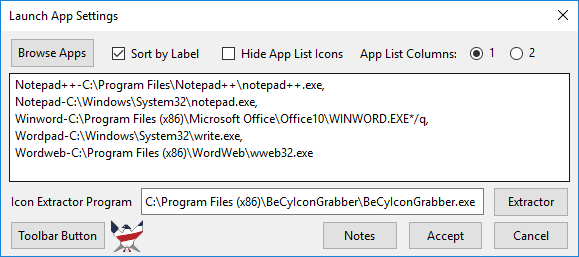 Launch App Settings
Browse Apps Sort by Label Hide App List Icons App List Columns: 1 2
Notepad++-C:\Program Files\Notepad++\notepad++.exe,
Notepad-C:\Windows\System32\notepad.exe,
Winword-C:\Program Files (x86)\Microsoft Office\Office10\WINWORD.EXE*/q,
Wordpad-C:\Windows\System32\write.exe,
Wordweb-C:\Program Files (x86)\WordWeb\wweb32.exe
Icon Extractor Program C:\Program Files (x86)\BeCyIconGrabber\BeCyIconGrabber.exe Extractor
Toolbar Button Notes Accept Cancel